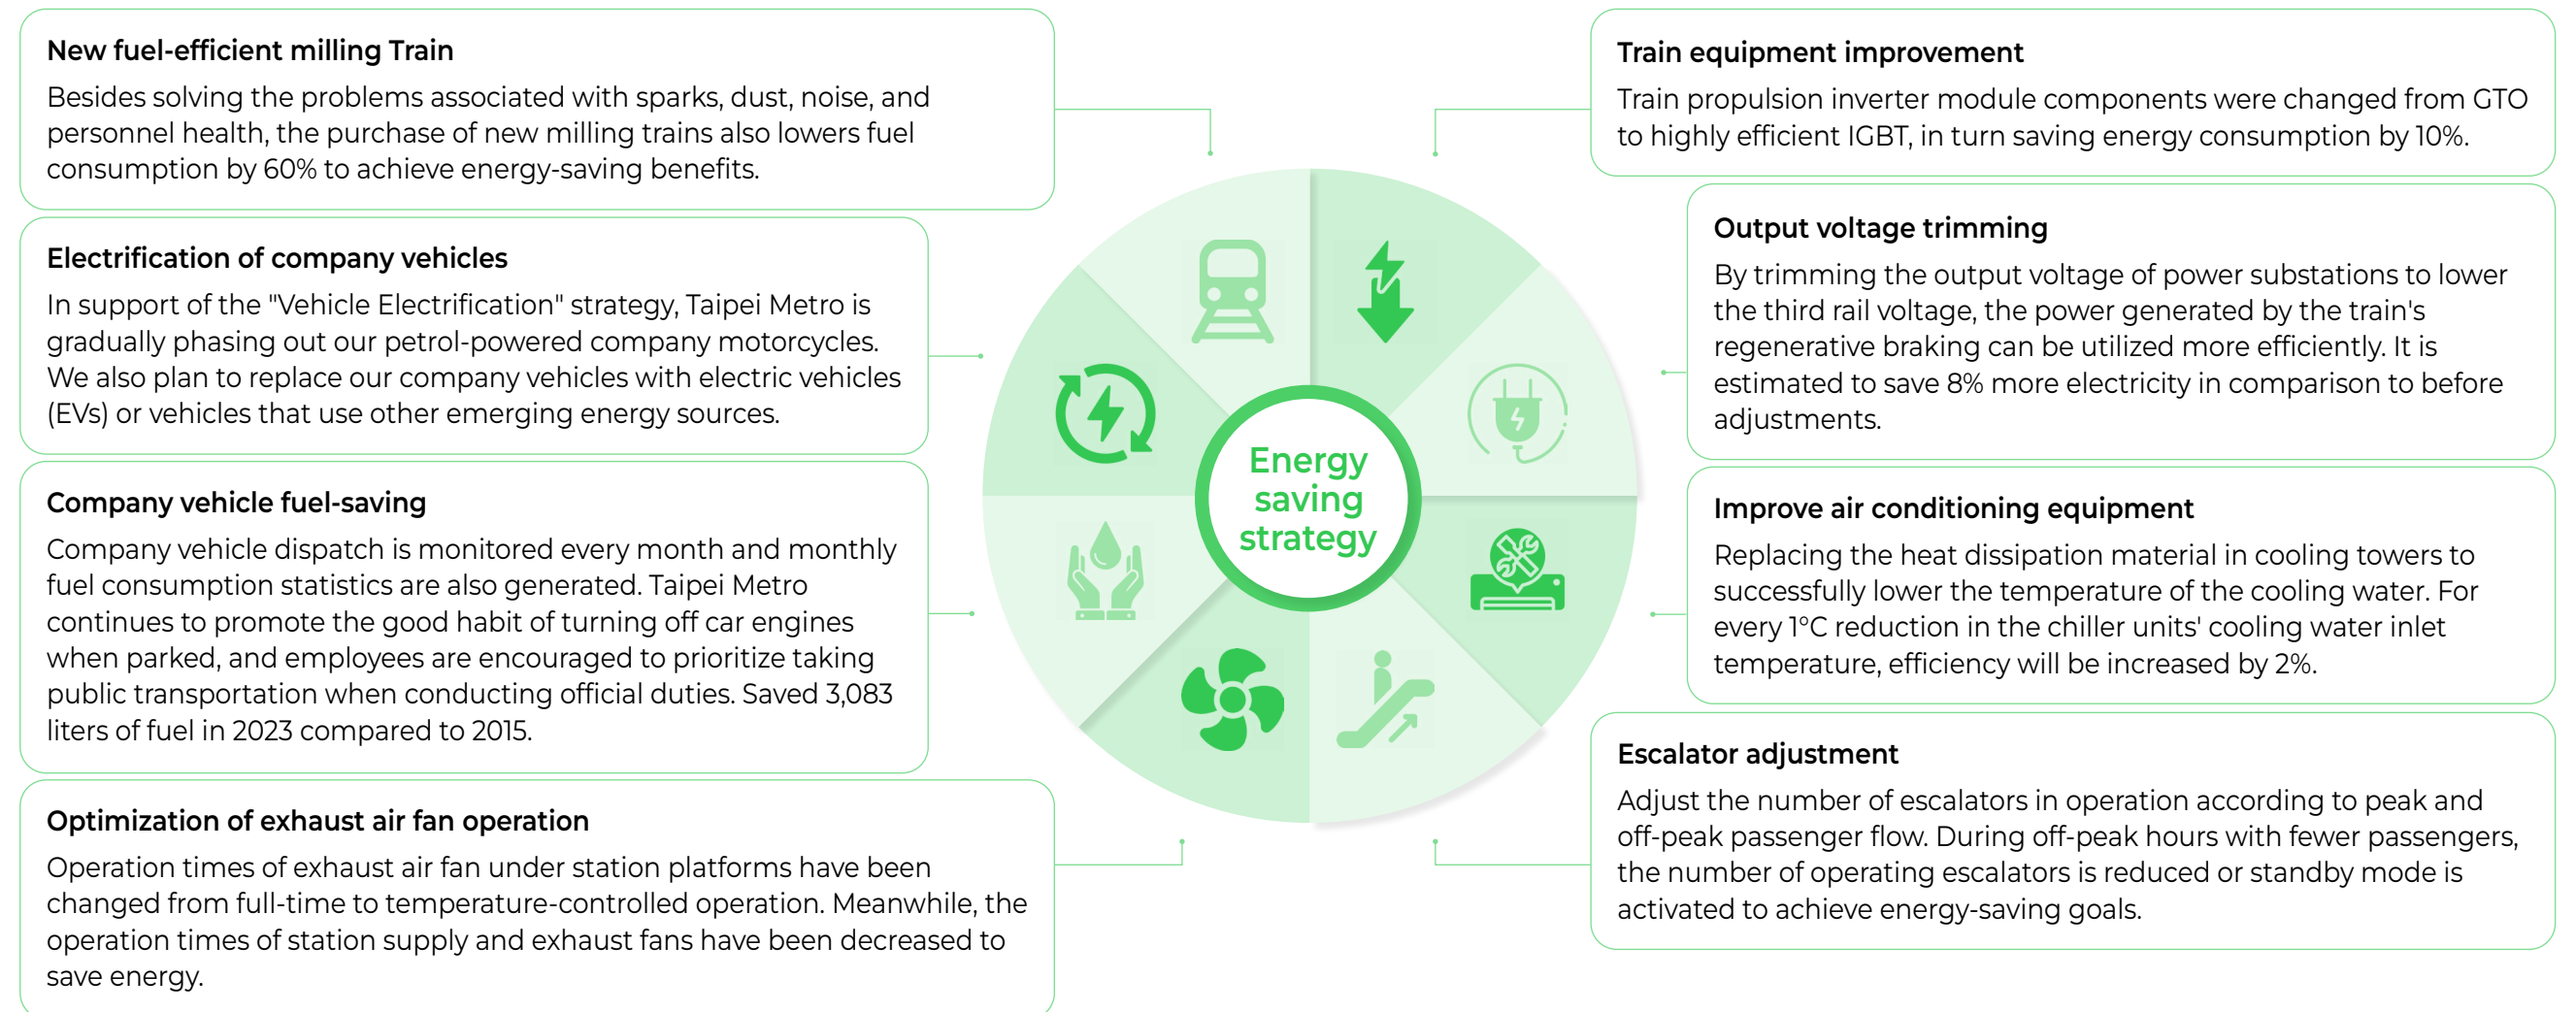 New fuel-efficient milling Train
Besides solving the problems associated with sparks, dust, noise, and
personnel health, the purchase of new milling trains also lowers fuel
consumption by 60% to achieve energy-saving benefits.
Electrification of company vehicles
In support of the "Vehicle Electrification" strategy, Taipei Metro is
gradually phasing out our petrol-powered company motorcycles.
We also plan to replace our company vehicles with electric vehicles
(EVs) or vehicles that use other emerging energy sources.
Company vehicle fuel-saving
Company vehicle dispatch is monitored every month and monthly
fuel consumption statistics are also generated. Taipei Metro
continues to promote the good habit of turning off car engines
when parked, and employees are encouraged to prioritize taking
public transportation when conducting official duties. Saved 3,083
liters of fuel in 2023 compared to 2015.
Optimization of exhaust air fan operation
Operation times of exhaust air fan under station platforms have been
changed from full-time to temperature-controlled operation. Meanwhile, the
operation times of station supply and exhaust fans have been decreased to
save energy.
Energy
saving
strategy
Train equipment improvement
Train propulsion inverter module components were changed from GTO
to highly efficient IGBT, in turn saving energy consumption by 10%.
Output voltage trimming
By trimming the output voltage of power substations to lower
the third rail voltage, the power generated by the train's
regenerative braking can be utilized more efficiently. It is
estimated to save 8% more electricity in comparison to before
adjustments.
Improve air conditioning equipment
Replacing the heat dissipation material in cooling towers to
successfully lower the temperature of the cooling water. For
every 1°C reduction in the chiller units' cooling water inlet
temperature, efficiency will be increased by 2%.
Escalator adjustment
Adjust the number of escalators in operation according to peak and
off-peak passenger flow. During off-peak hours with fewer passengers,
the number of operating escalators is reduced or standby mode is
activated to achieve energy-saving goals.